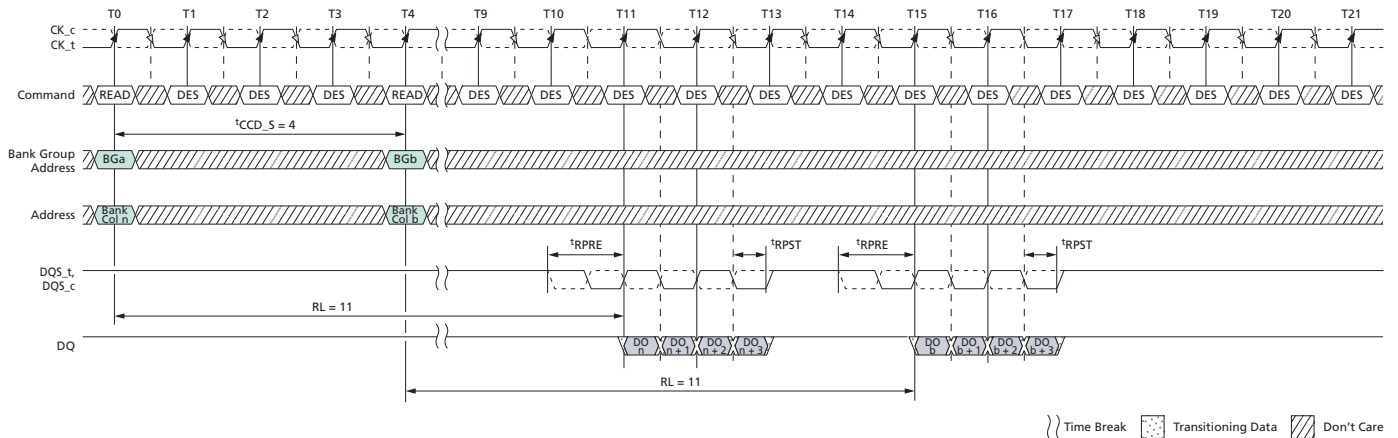 T0 T1 T2 T3 T4 T9 T10 T11 T12 T13 T14 T15 T16 T17 T18 T19 T20 T21
CK_c
CK_t
Command READ DES DES DES READ DES DES DES DES DES DES DES DES DES DES DES DES DES
tCCD_S = 4
Bank Group
Address
BGa BGb
Address
Bank
Col n
Bank
Col b
tRPRE tRPST tRPRE tRPST
DQS_t,
DQS_c
RL = 11
DQ
DO
n
DO
n + 1
DO
n + 2
DO
n + 3
DO
b
DO
b + 1
DO
b + 2
DO
b + 3
RL = 11
Time Break Transitioning Data Don't Care